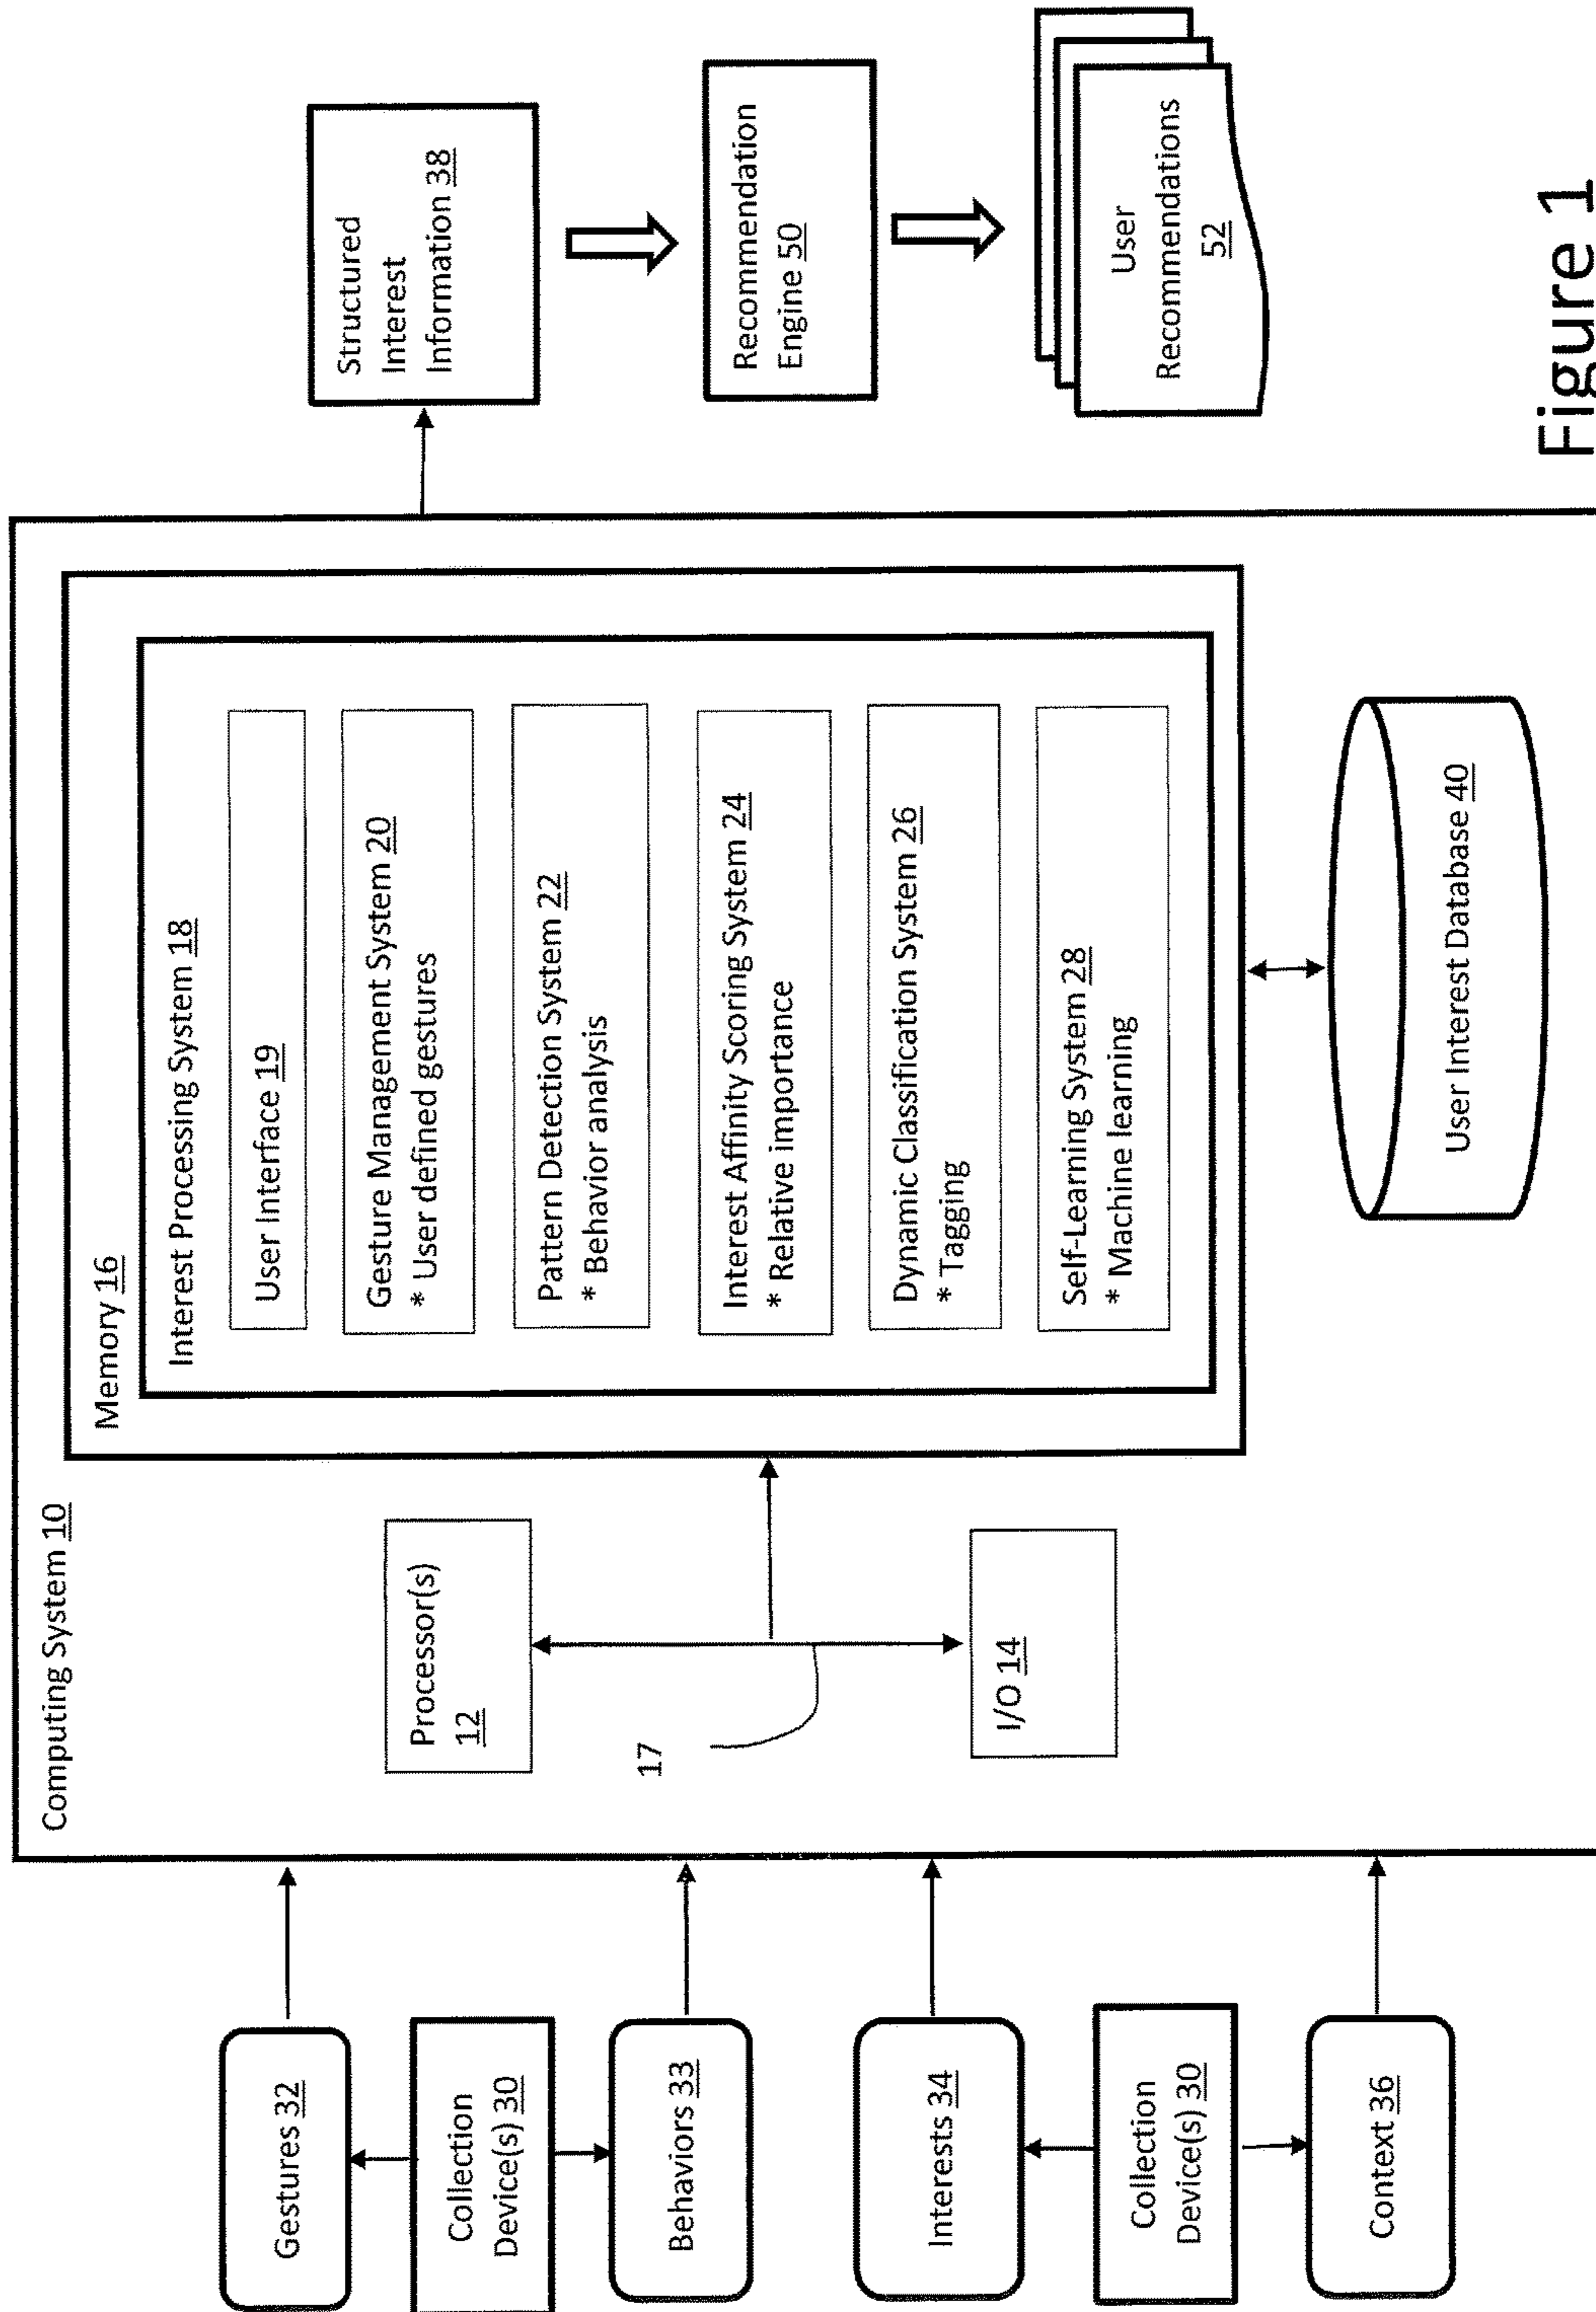 Gestures 32
Collection
Device(s) 30
Behaviors 33
Interests 34
Collection
Device(s) 30
Context 36
Computing System 10
Processor(s)
12
17
I/O 14
Memory 16
Interest Processing System 18
User Interface 19
Gesture Management System 20
* User defined gestures
Pattern Detection System 22
* Behavior analysis
Interest Affinity Scoring System 24
* Relative importance
Dynamic Classification System 26
* Tagging
Self-Learning System 28
* Machine learning
User Interest Database 40
Structured
Interest
Information 38
Recommendation
Engine 50
User
Recommendations
52
Figure 1